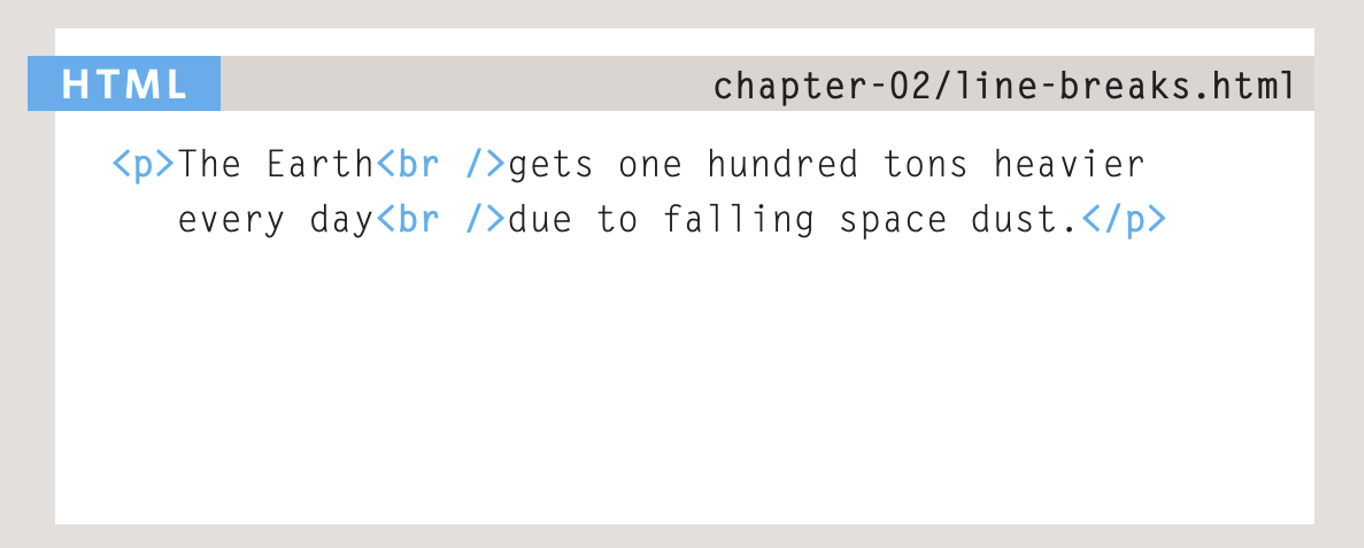 HTML chapter-02/line-breaks.html
<p>The Earth<br />gets one hundred tons heavier
every day<br />due to falling space dust.</p>